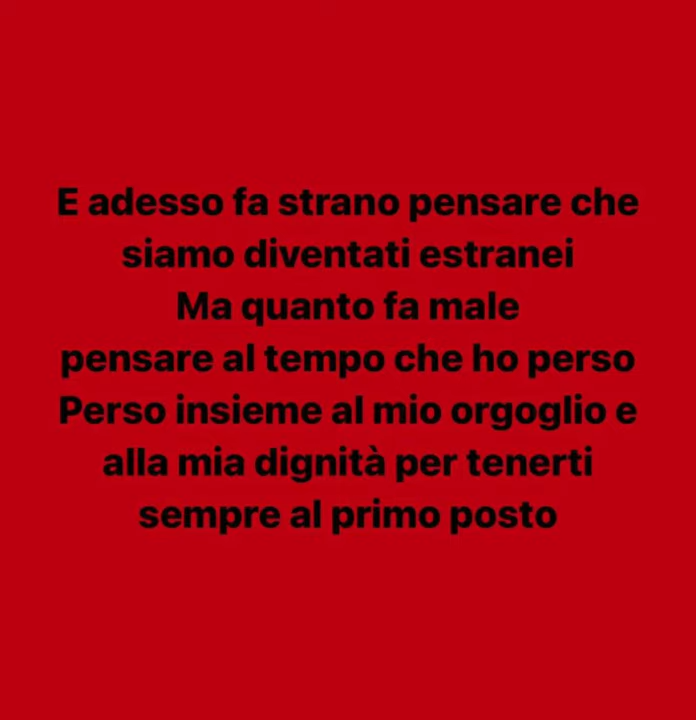 E adesso fa strano pensare che
siamo diventati estranei
Ma quanto fa male
pensare al tempo che ho perso
Perso insieme al mio orgoglio e
alla mia dignità per tenerti
sempre al primo posto